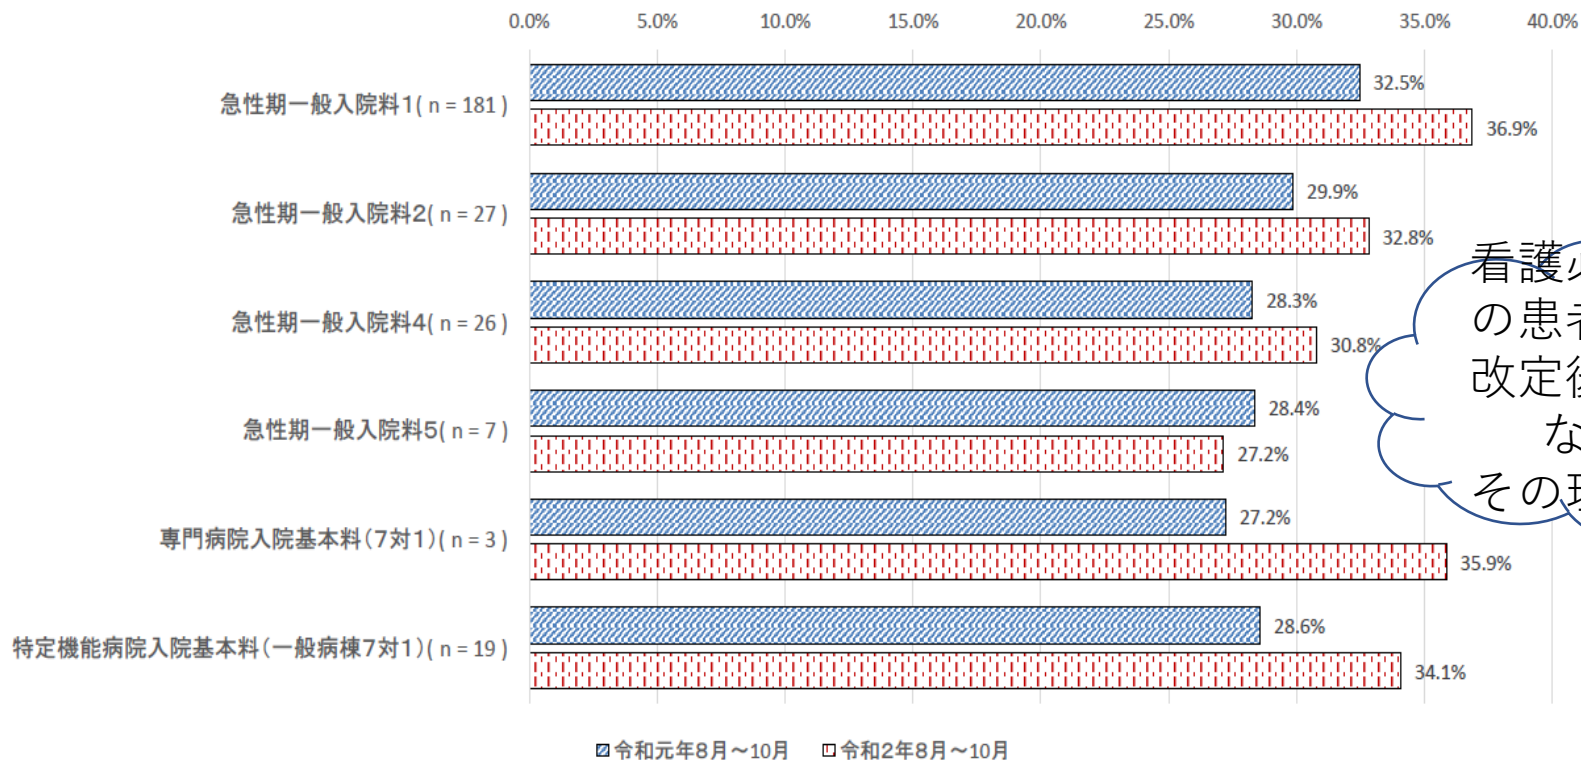 0.0% 5.0% 10.0% 15.0% 20.0% 25.0% 30.0% 35.0% 40.0%
急性期一般入院料1( n = 181 )
32.5%
36.9%
急性期一般入院料2( n = 27 )
29.9%
32.8%
急性期一般入院料4( n = 26 )
28.3%
30.8%
急性期一般入院料5( n = 7 )
28.4%
27.2%
専門病院入院基本料（7対1）( n = 3 )
27.2%
35.9%
特定機能病院入院基本料（一般病棟7対1）( n = 19 )
28.6%
34.1%
看護
の患者
改定後
な
その
令和元年8月～10月 令和2年8月～10月